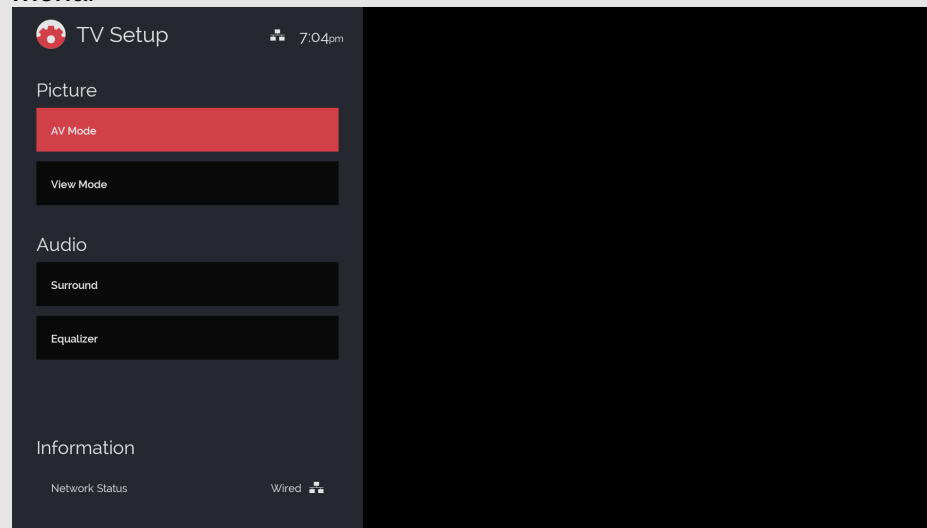 TV Setup 7:04pm
Picture
AV Mode
View Mode
Audio
Surround
Equalizer
Information
Network Status Wired